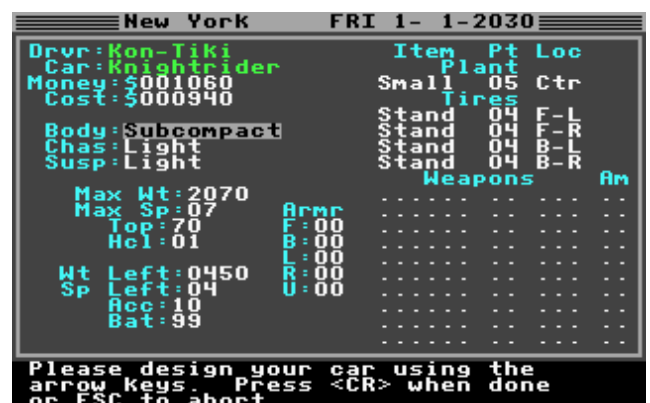 New York FRI 1- 1-2030
Drvr:Kon-Tiki Item Pt Loc
Car:Knightrider Plant
Money:$001060 Small 05 Ctr
Cost:$000940 Tires
Stand 04 F-L
Body:Subcompact Stand 04 F-R
Chas:Light Stand 04 B-L
Susp:Light Stand 04 B-R
Weapons Am
Max Wt:2070 ...... .. ... ..
Max Sp:07 Armr ...... .. ... ..
Top:70 F:00 ...... .. ... ..
Hcl:01 B:00 ...... .. ... ..
L:00 ...... .. ... ..
Wt Left:0450 R:00 ...... .. ... ..
Sp Left:04 U:00 ...... .. ... ..
Acc:10 ...... .. ... ..
Bat:99 ...... .. ... ..
...... .. ... ..
Please design your car using the
arrow keys. Press <CR> when done
or ESC to abort